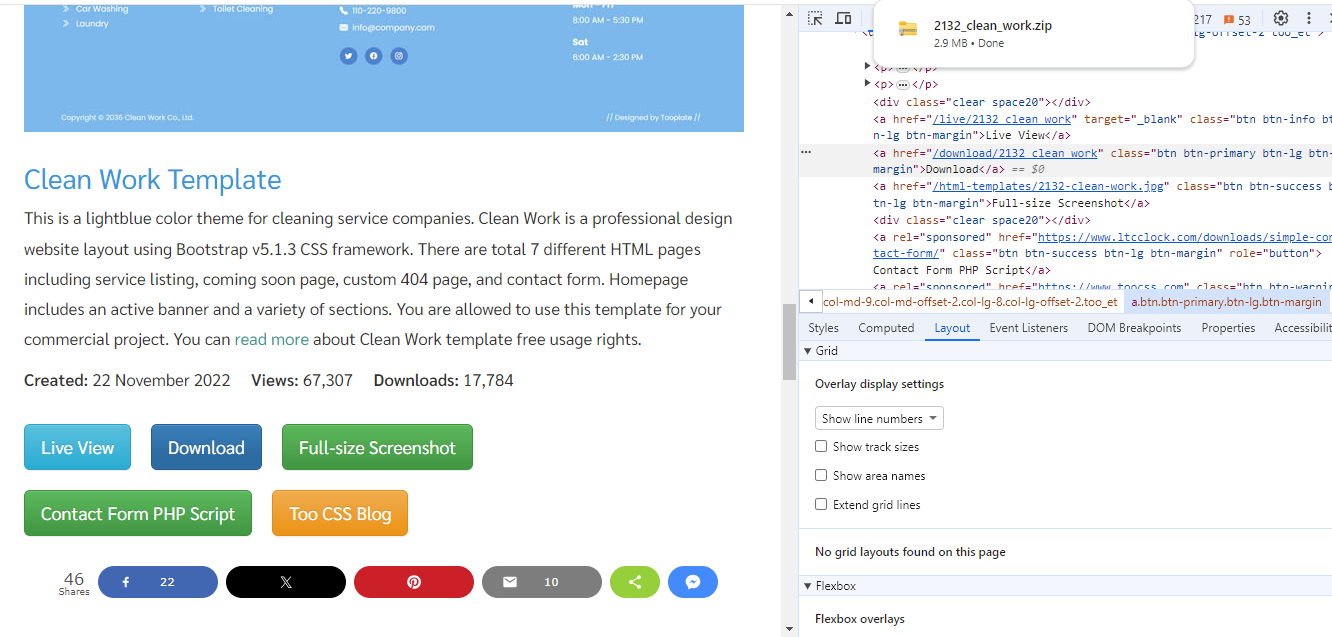 Car Washing
Toilet Cleaning
Laundry
110-220-9800
info@company.com
Mon - Fri
8:00 AM - 5:30 PM
Sat
6:00 AM - 2:30 PM
Copyright © 2036 Clean Work Co., Ltd.
// Designed by Tooplate //
Clean Work Template
This is a lightblue color theme for cleaning service companies. Clean Work is a professional design
website layout using Bootstrap v5.1.3 CSS framework. There are total 7 different HTML pages
including service listing, coming soon page, custom 404 page, and contact form. Homepage
includes an active banner and a variety of sections. You are allowed to use this template for your
commercial project. You can read more about Clean Work template free usage rights.
Created: 22 November 2022 Views: 67,307 Downloads: 17,784
Live View
Download
Full-size Screenshot
Contact Form PHP Script
Too CSS Blog
46
Shares
22
10
217
53
2132_clean_work.zip
2.9 MB • Done
lg-offset-2 too_et">
<p> … </p>
<p> … </p>
<div class="clear space20"></div>
<a href="/live/2132_clean_work" target="_blank" class="btn btn-info bt
n-lg btn-margin">Live View</a>
<a href="/download/2132_clean_work" class="btn btn-primary btn-lg btn-
margin">Download</a> == $0
<a href="/html-templates/2132-clean-work.jpg" class="btn btn-success b
tn-lg btn-margin">Full-size Screenshot</a>
<div class="clear space20"></div>
<a rel="sponsored" href="https://www.ltcclock.com/downloads/simple-con
tact-form/" class="btn btn-success btn-lg btn-margin" role="button">
Contact Form PHP Script</a>
<a rel="sponsored" href="https://www.toocss.com" class="btn btn-warnin
col-md-9.col-md-offset-2.col-lg-8.col-lg-offset-2.too_et
a.btn.btn-primary.btn-lg.btn-margin
Styles
Computed
Layout
Event Listeners
DOM Breakpoints
Properties
Accessibilit
Grid
Overlay display settings
Show line numbers
Show track sizes
Show area names
Extend grid lines
No grid layouts found on this page
Flexbox
Flexbox overlays